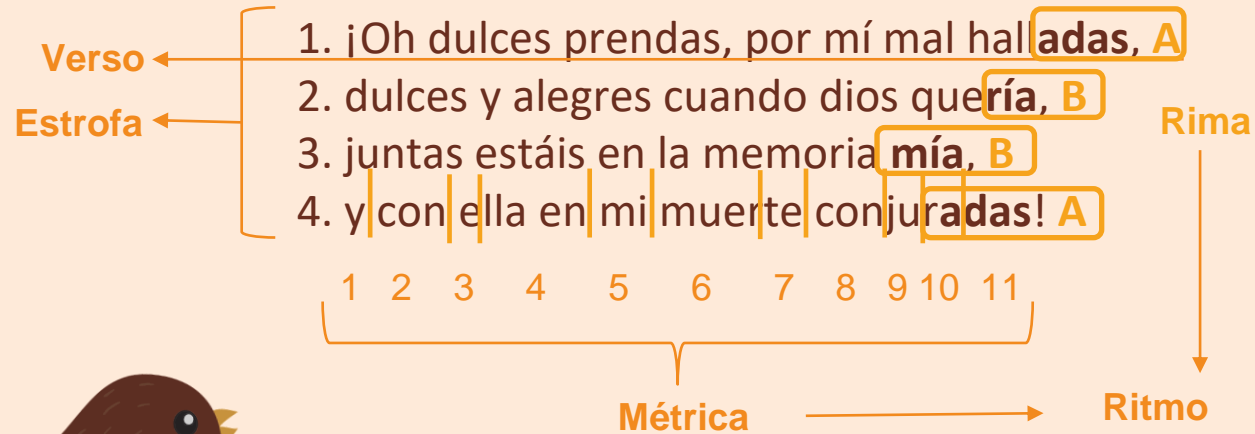 1. ¡Oh dulces prendas, por mí mal halladas, A
Verso
2. dulces y alegres cuando dios quería, B
Estrofa
Rima
3. juntas estáis en la memoria mía, B
4. y con ella en mi muerte conjuradas! A
1 2 3 4 5 6 7 8 9 10 11
Métrica
Ritmo